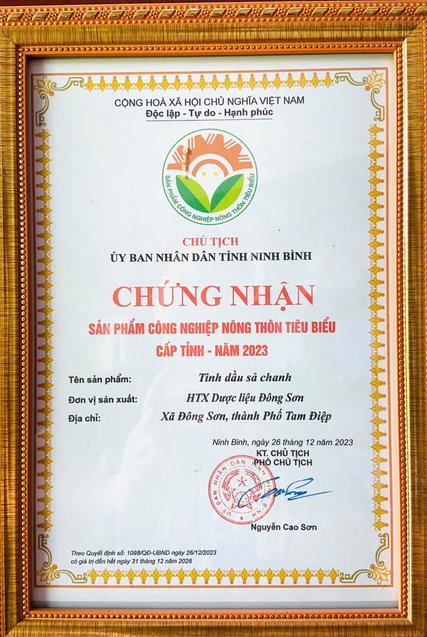 CỘNG HOÀ XÃ HỘI CHỦ NGHĨA VIỆT NAM
Độc lập - Tự do - Hạnh phúc
SẢN PHẨM CÔNG NGHIỆP NÔNG THÔN TIÊU BIỂU
CHỦ TỊCH
ỦY BAN NHÂN DÂN TỈNH NINH BÌNH
CHỨNG NHẬN
SẢN PHẨM CÔNG NGHIỆP NÔNG THÔN TIÊU BIỂU
CẤP TỈNH - NĂM 2023
Tên sản phẩm: Tinh dầu sả chanh
Đơn vị sản xuất: HTX Dược liệu Đông Sơn
Địa chỉ: Xã Đông Sơn, thành Phố Tam Điệp
Ninh Bình, ngày 26 tháng 12 năm 2023
KT. CHỦ TỊCH
PHÓ CHỦ TỊCH
Nguyễn Cao Sơn
Theo Quyết định số: 1098/QĐ-UBND ngày 26/12/2023
có giá trị đến hết ngày 31 tháng 12 năm 2026